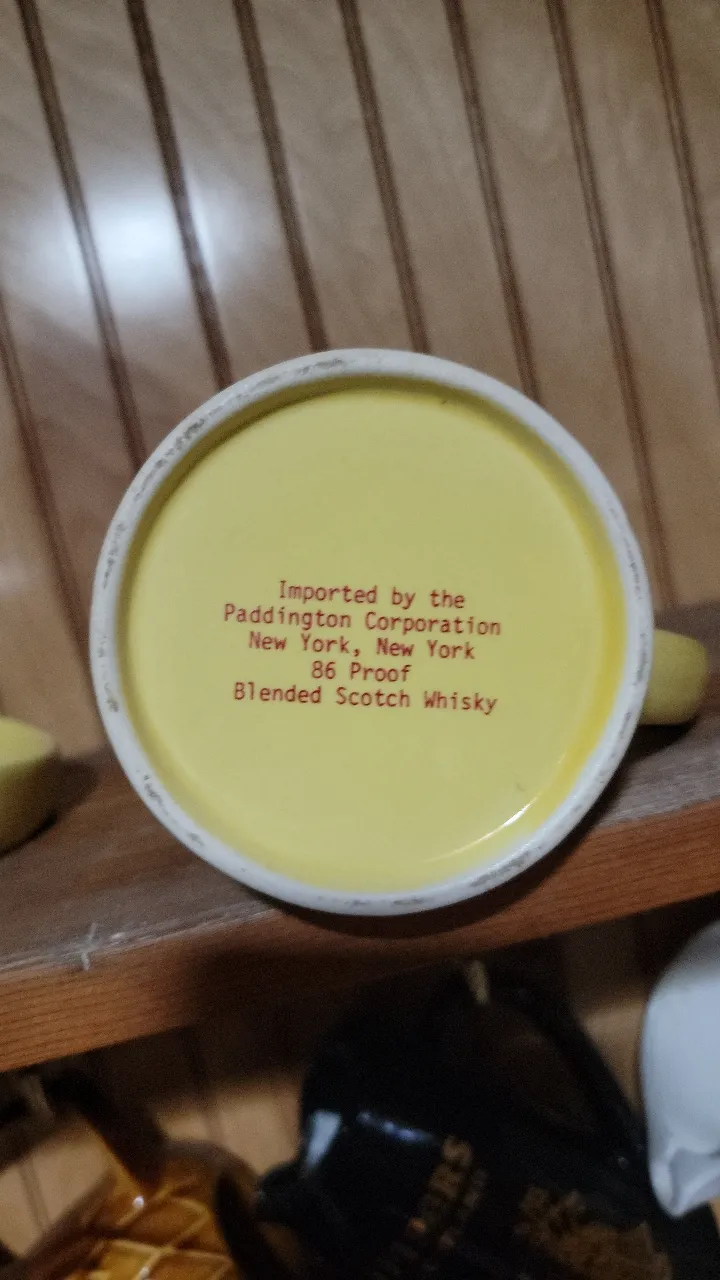 Imported by the
Paddington Corporation
New York, New York
86 Proof
Blended Scotch Whisky